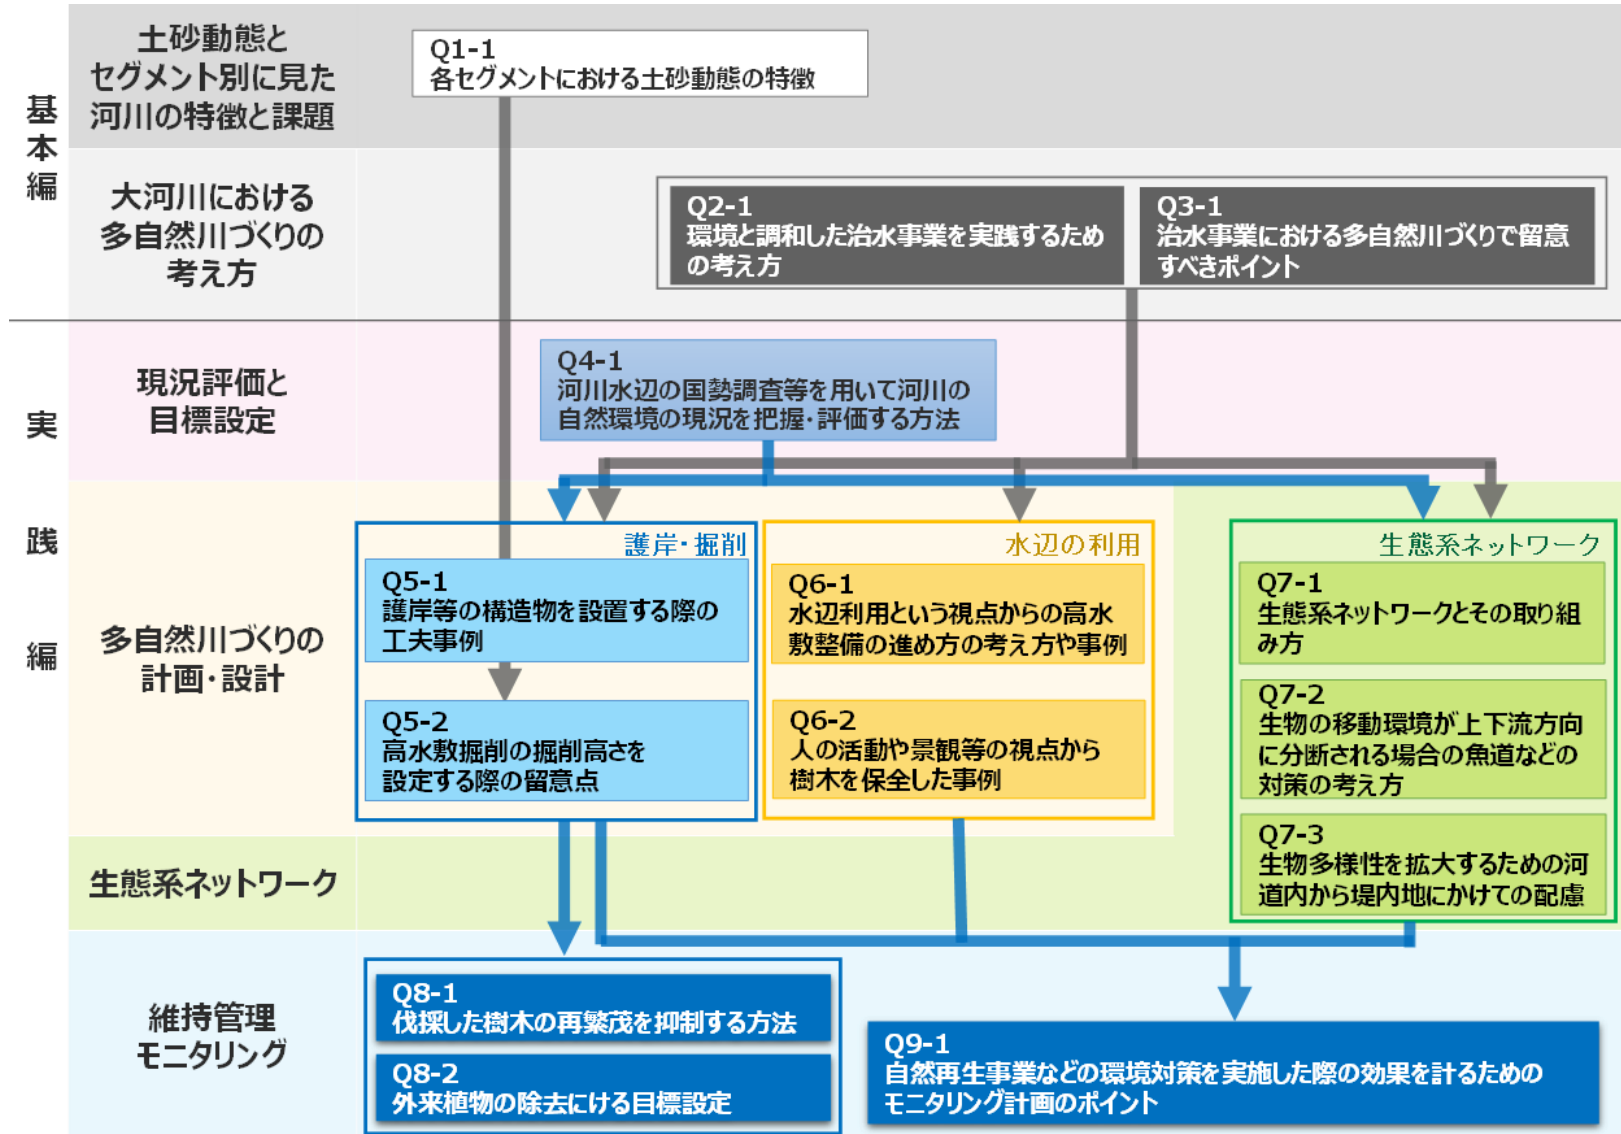 基本編
土砂動態と
セグメント別に見た
河川の特徴と課題
Q1-1
各セグメントにおける土砂動態の特徴
大河川における
多自然川づくりの
考え方
Q2-1
環境と調和した治水事業を実践するため
の考え方
Q3-1
治水事業における多自然川づくりで留意
すべきポイント
実践編
現況評価と
目標設定
Q4-1
河川水辺の国勢調査等を用いて河川の
自然環境の現況を把握・評価する方法
多自然川づくりの
計画・設計
護岸・掘削
Q5-1
護岸等の構造物を設置する際の
工夫事例
Q5-2
高水敷掘削の掘削高さを
設定する際の留意点
水辺の利用
Q6-1
水辺利用という視点からの高水
敷整備の進め方の考え方や事例
Q6-2
人の活動や景観等の視点から
樹木を保全した事例
生態系ネットワーク
Q7-1
生態系ネットワークとその取り組
み方
Q7-2
生物の移動環境が上下流方向
に分断される場合の魚道などの
対策の考え方
Q7-3
生物多様性を拡大するための河
道内から堤内地にかけての配慮
生態系ネットワーク
維持管理
モニタリング
Q8-1
伐採した樹木の再繁茂を抑制する方法
Q8-2
外来植物の除去にける目標設定
Q9-1
自然再生事業などの環境対策を実施した際の効果を計るための
モニタリング計画のポイント